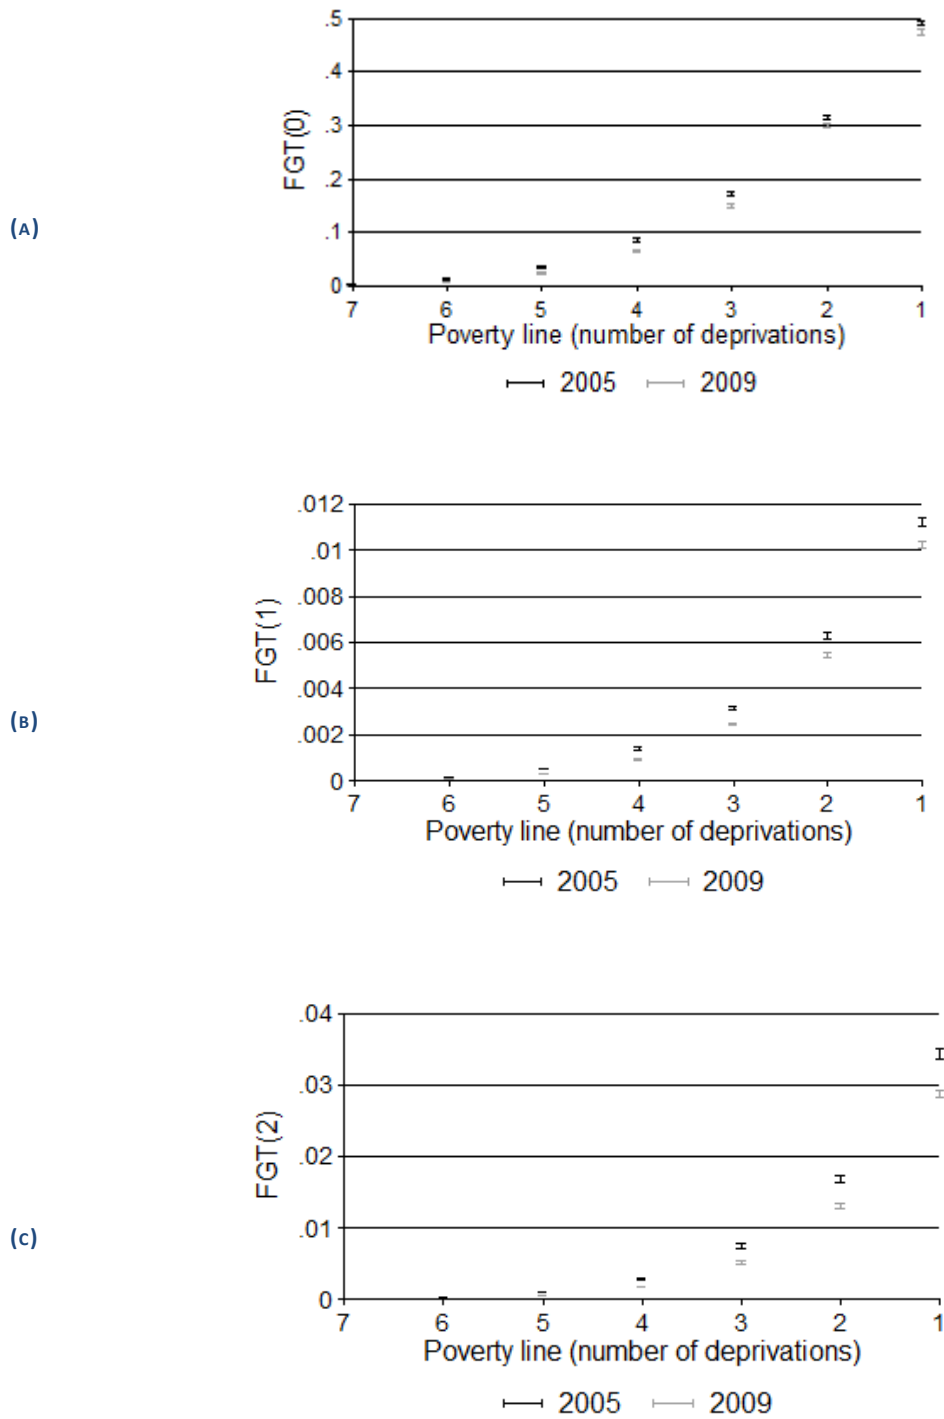 (A)
FGT(0)
.5
.4
.3
.2
.1
0
7 6 5 4 3 2 1
Poverty line (number of deprivations)
2005 2009
(B)
FGT(1)
.012
.01
.008
.006
.004
.002
0
7 6 5 4 3 2 1
Poverty line (number of deprivations)
2005 2009
(C)
FGT(2)
.04
.03
.02
.01
0
7 6 5 4 3 2 1
Poverty line (number of deprivations)
2005 2009